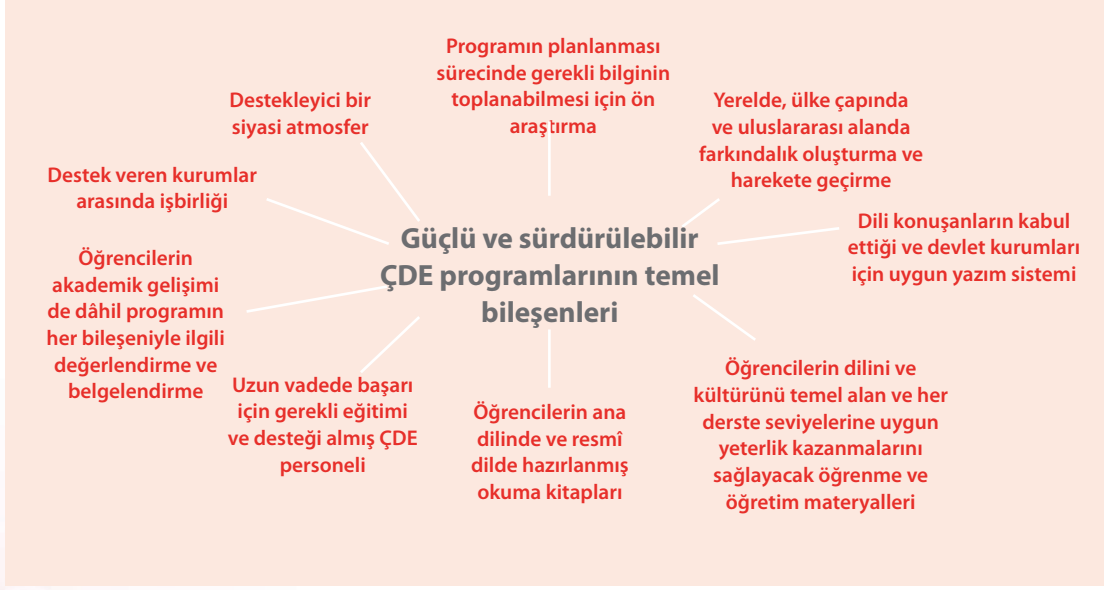 Programın planlanması
sürecinde gerekli bilginin
toplanabilmesi için ön
araştırma
Yerelde, ülke çapında
ve uluslararası alanda
farkındalık oluşturma ve
harekete geçirme
Dili konuşanların kabul
ettiği ve devlet kurumları
için uygun yazım sistemi
Öğrencilerin dilini ve
kültürünü temel alan ve her
derste seviyelerine uygun
yeterlik kazanmalarını
sağlayacak öğrenme ve
öğretim materyalleri
Öğrencilerin ana
dilinde ve resmî
dilde hazırlanmış
okuma kitapları
Uzun vadede başarı
için gerekli eğitimi
ve desteği almış ÇDE
personeli
Öğrencilerin
akademik gelişimi
de dâhil programın
her bileşeniyle ilgili
değerlendirme ve
belgelendirme
Destek veren kurumlar
arasında işbirliği
Destekleyici bir
siyasi atmosfer
Güçlü ve sürdürülebilir
ÇDE programlarının temel
bileşenleri